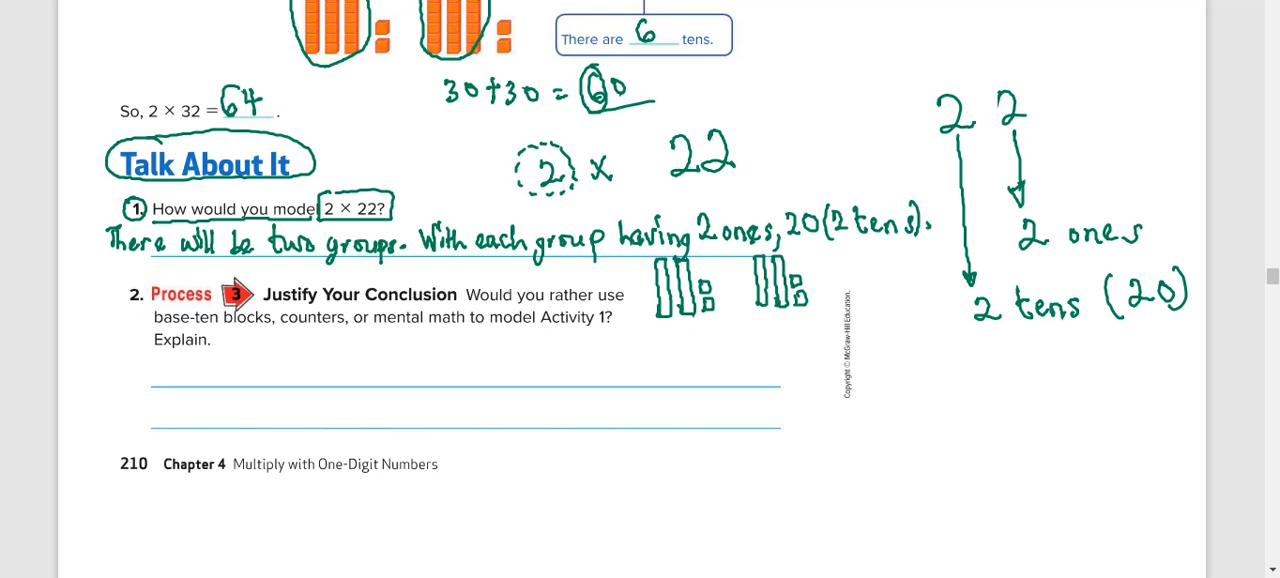 There are 6 tens.
30+30 = 60
So, 2 × 32 = 64.
2 2
Talk About It
2 × 22
1. How would you model 2 × 22?
There will be two groups. With each group having 2 ones, 20 (2 tens).
2 ones
2 tens (20)
2. Process 3 Justify Your Conclusion Would you rather use
base-ten blocks, counters, or mental math to model Activity 1?
Explain.
Copyright © McGraw-Hill Education.
210 Chapter 4 Multiply with One-Digit Numbers